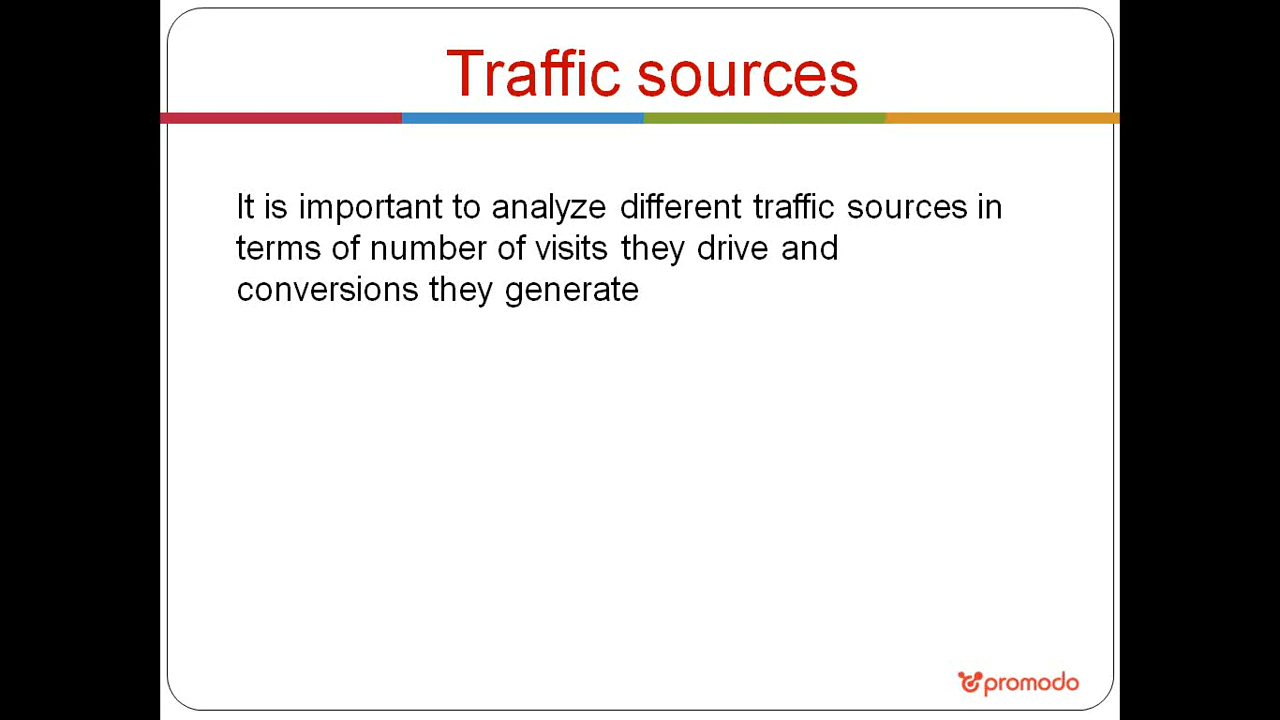 Traffic sources
It is important to analyze different traffic sources in
terms of number of visits they drive and
conversions they generate
promodo